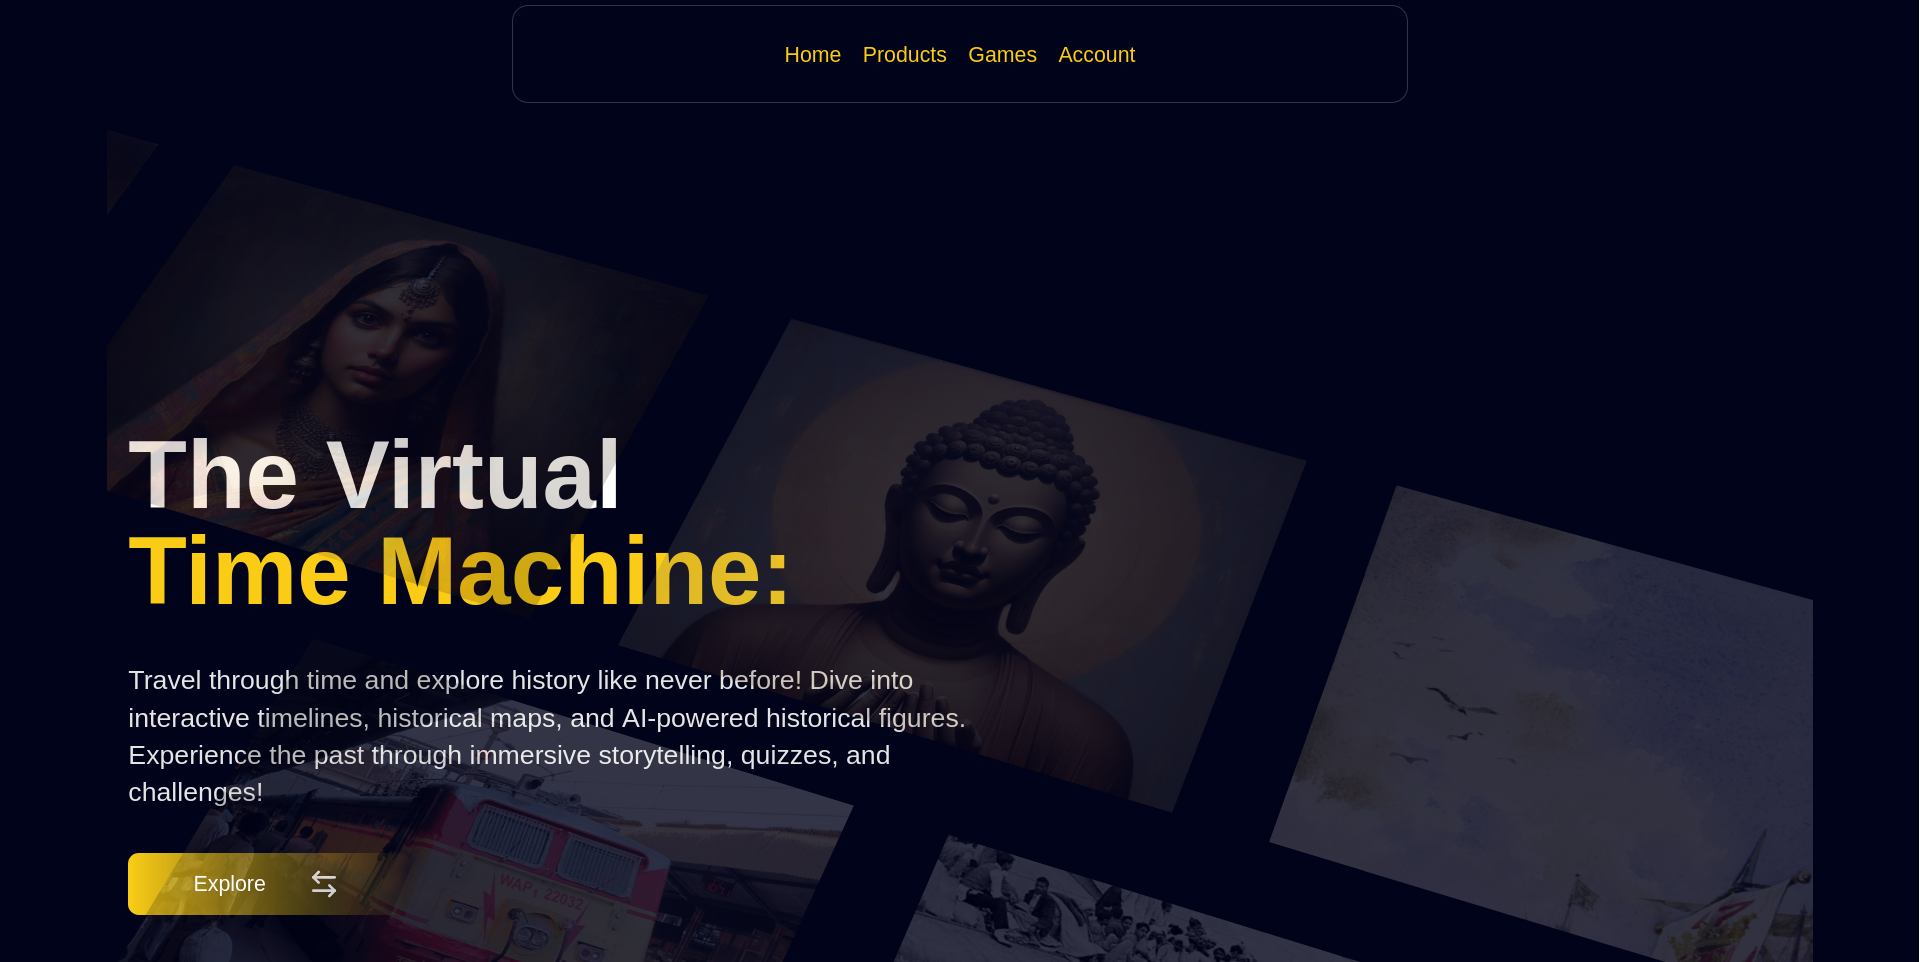 Home Products Games Account
The Virtual
Time Machine:
Travel through time and explore history like never before! Dive into
interactive timelines, historical maps, and AI-powered historical figures.
Experience the past through immersive storytelling, quizzes, and
challenges!
Explore
WAP1 22032